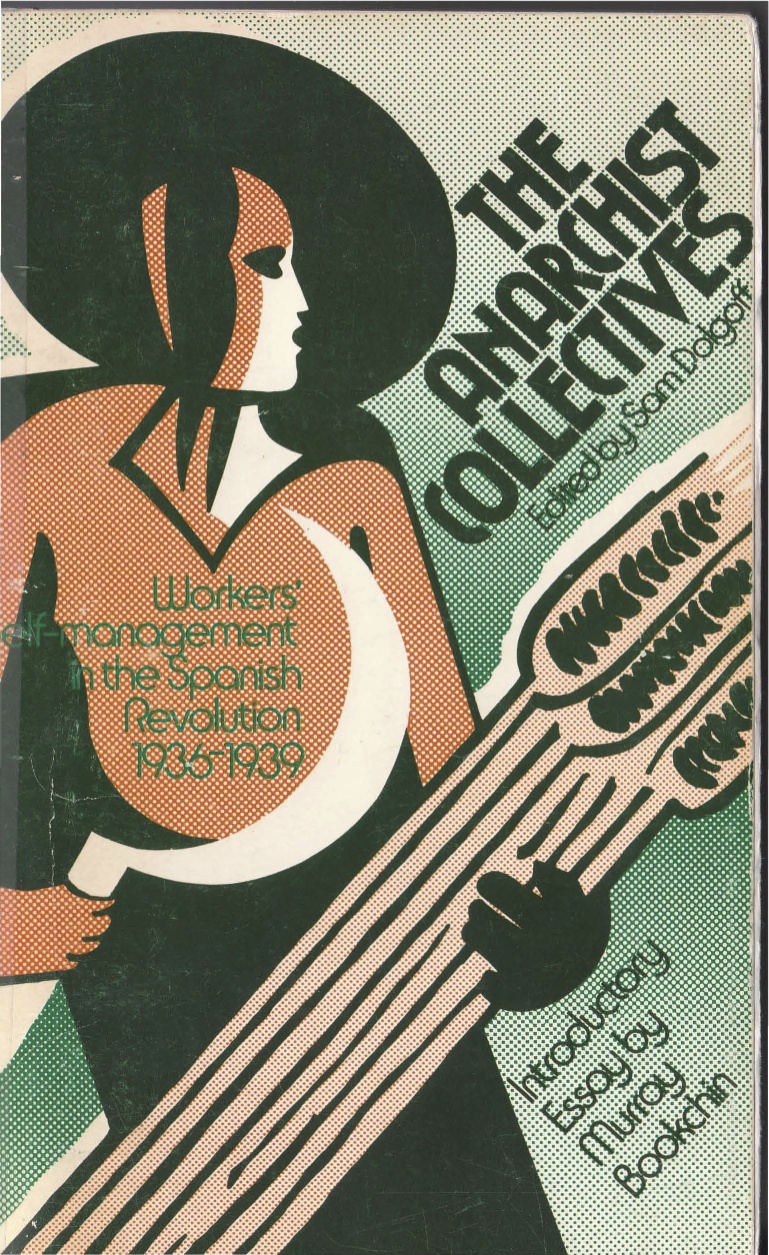 THE
ANARCHIST
COLLECTIVES
Edited by Sam Dolgoff
Workers'
elf-management
in the Spanish
Revolution
1936-1939
Introductory
Essay by
Murray
Bookchin